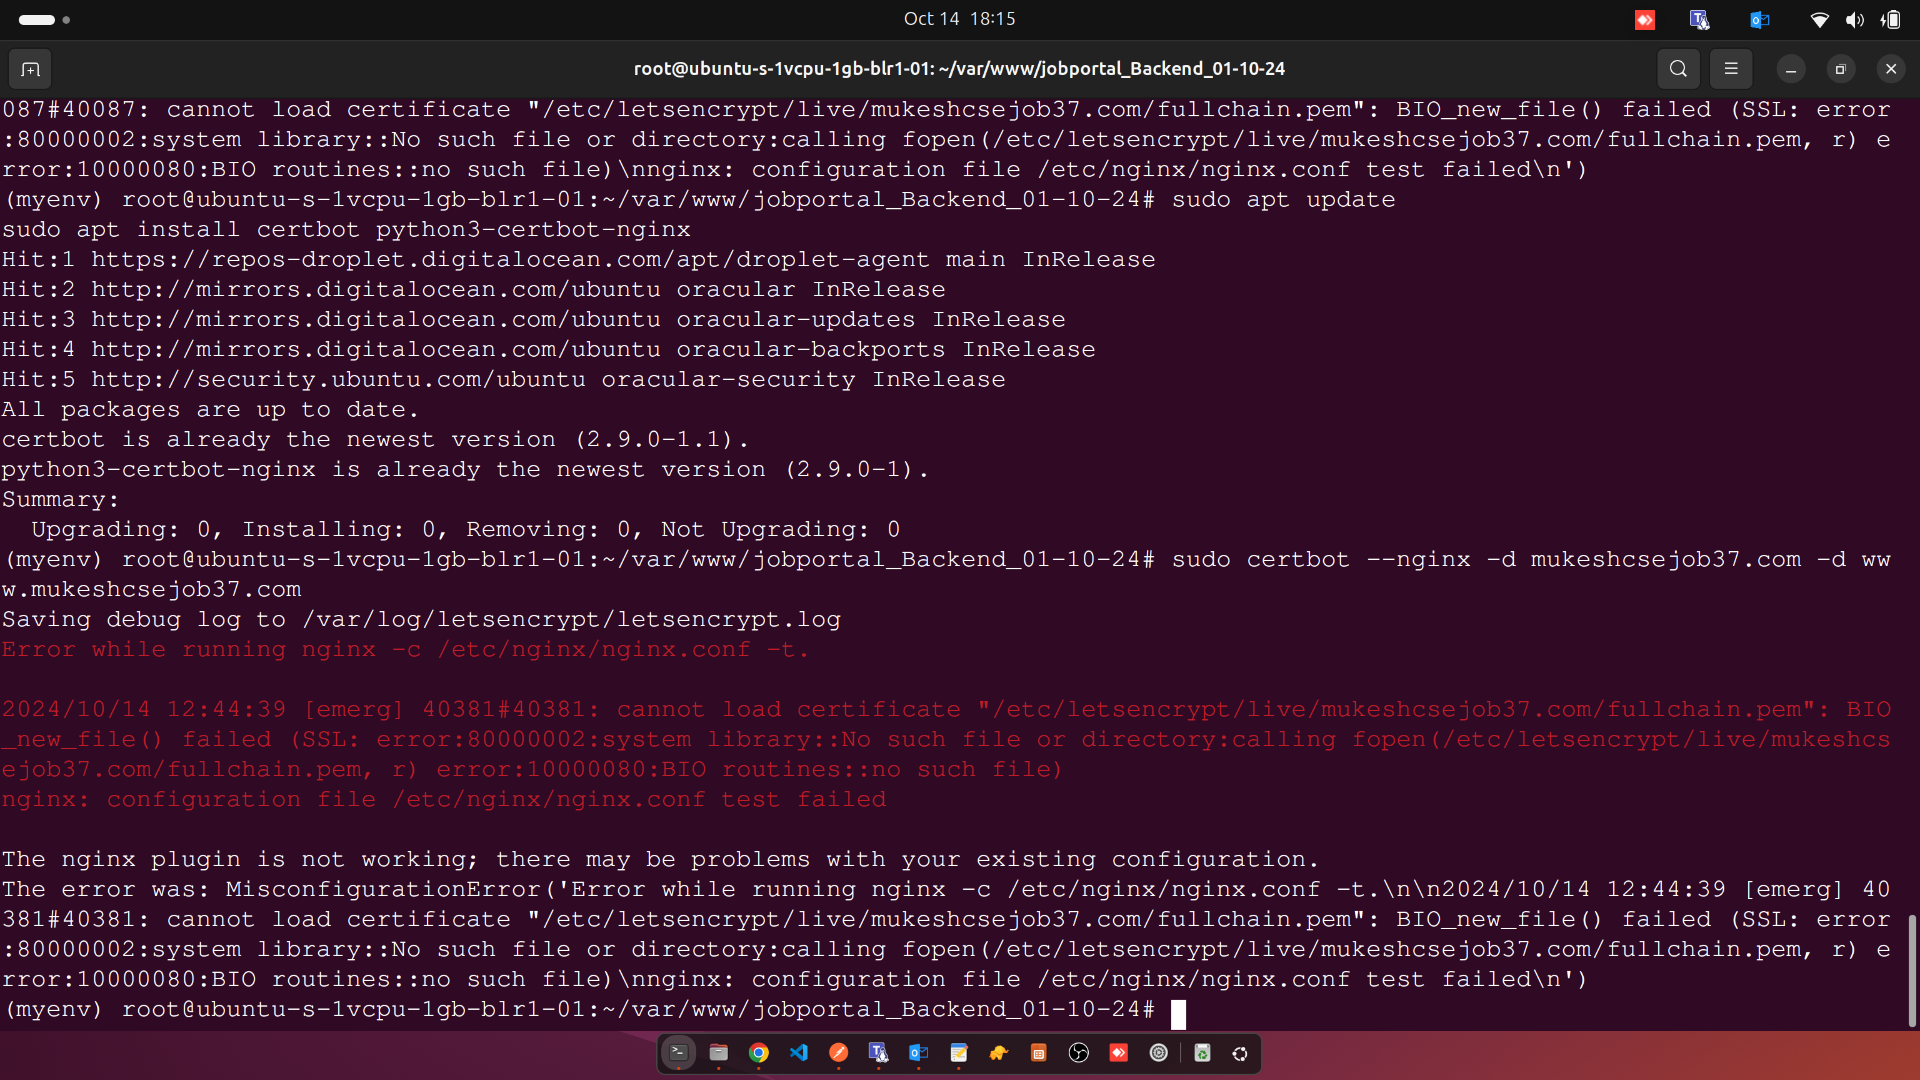 Oct 14  18:15
root@ubuntu-s-1vcpu-1gb-blr1-01: ~/var/www/jobportal_Backend_01-10-24
087#40087: cannot load certificate "/etc/letsencrypt/live/mukeshcsejob37.com/fullchain.pem": BIO_new_file() failed (SSL: error
:80000002:system library::No such file or directory:calling fopen(/etc/letsencrypt/live/mukeshcsejob37.com/fullchain.pem, r) e
rror:10000080:BIO routines::no such file)\nnginx: configuration file /etc/nginx/nginx.conf test failed\n')
(myenv) root@ubuntu-s-1vcpu-1gb-blr1-01:~/var/www/jobportal_Backend_01-10-24# sudo apt update
sudo apt install certbot python3-certbot-nginx
Hit:1 https://repos-droplet.digitalocean.com/apt/droplet-agent main InRelease
Hit:2 http://mirrors.digitalocean.com/ubuntu oracular InRelease
Hit:3 http://mirrors.digitalocean.com/ubuntu oracular-updates InRelease
Hit:4 http://mirrors.digitalocean.com/ubuntu oracular-backports InRelease
Hit:5 http://security.ubuntu.com/ubuntu oracular-security InRelease
All packages are up to date.
certbot is already the newest version (2.9.0-1.1).
python3-certbot-nginx is already the newest version (2.9.0-1).
Summary:
  Upgrading: 0, Installing: 0, Removing: 0, Not Upgrading: 0
(myenv) root@ubuntu-s-1vcpu-1gb-blr1-01:~/var/www/jobportal_Backend_01-10-24# sudo certbot --nginx -d mukeshcsejob37.com -d ww
w.mukeshcsejob37.com
Saving debug log to /var/log/letsencrypt/letsencrypt.log
Error while running nginx -c /etc/nginx/nginx.conf -t.
2024/10/14 12:44:39 [emerg] 40381#40381: cannot load certificate "/etc/letsencrypt/live/mukeshcsejob37.com/fullchain.pem": BIO
_new_file() failed (SSL: error:80000002:system library::No such file or directory:calling fopen(/etc/letsencrypt/live/mukeshcs
ejob37.com/fullchain.pem, r) error:10000080:BIO routines::no such file)
nginx: configuration file /etc/nginx/nginx.conf test failed
The nginx plugin is not working; there may be problems with your existing configuration.
The error was: MisconfigurationError('Error while running nginx -c /etc/nginx/nginx.conf -t.\n\n2024/10/14 12:44:39 [emerg] 40
381#40381: cannot load certificate "/etc/letsencrypt/live/mukeshcsejob37.com/fullchain.pem": BIO_new_file() failed (SSL: error
:80000002:system library::No such file or directory:calling fopen(/etc/letsencrypt/live/mukeshcsejob37.com/fullchain.pem, r) e
rror:10000080:BIO routines::no such file)\nnginx: configuration file /etc/nginx/nginx.conf test failed\n')
(myenv) root@ubuntu-s-1vcpu-1gb-blr1-01:~/var/www/jobportal_Backend_01-10-24#